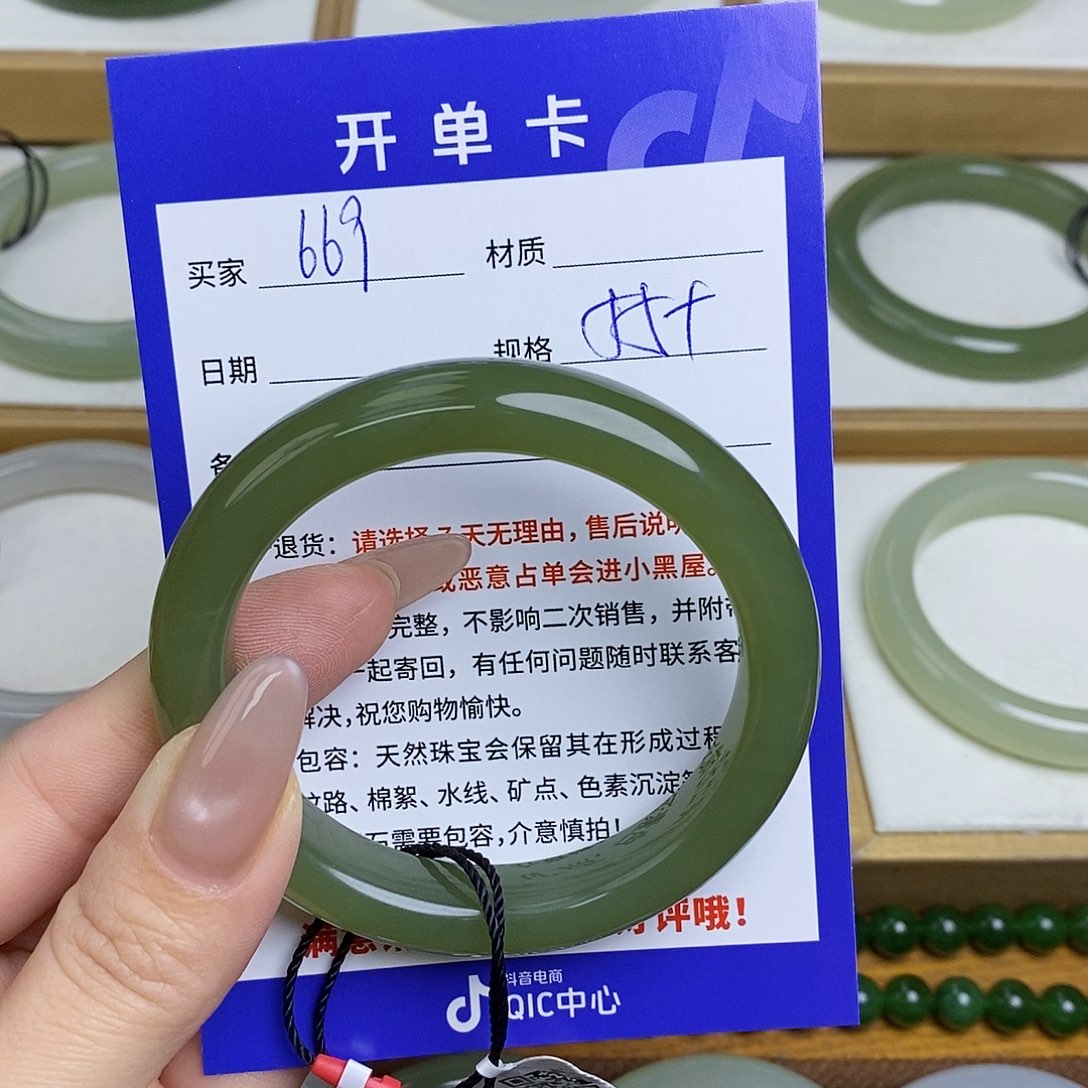 开单卡
买家 669 材质
日期 规格
退货：请选择7天无理由，售后说明
恶意占单会进小黑屋。
完整，不影响二次销售，并附带
一起寄回，有任何问题随时联系客
解决，祝您购物愉快。
包容：天然珠宝会保留其在形成过程
纹路、棉絮、水线、矿点、色素沉淀等
需要包容，介意慎拍！
满意 好评哦！
抖音电商
QIC中心